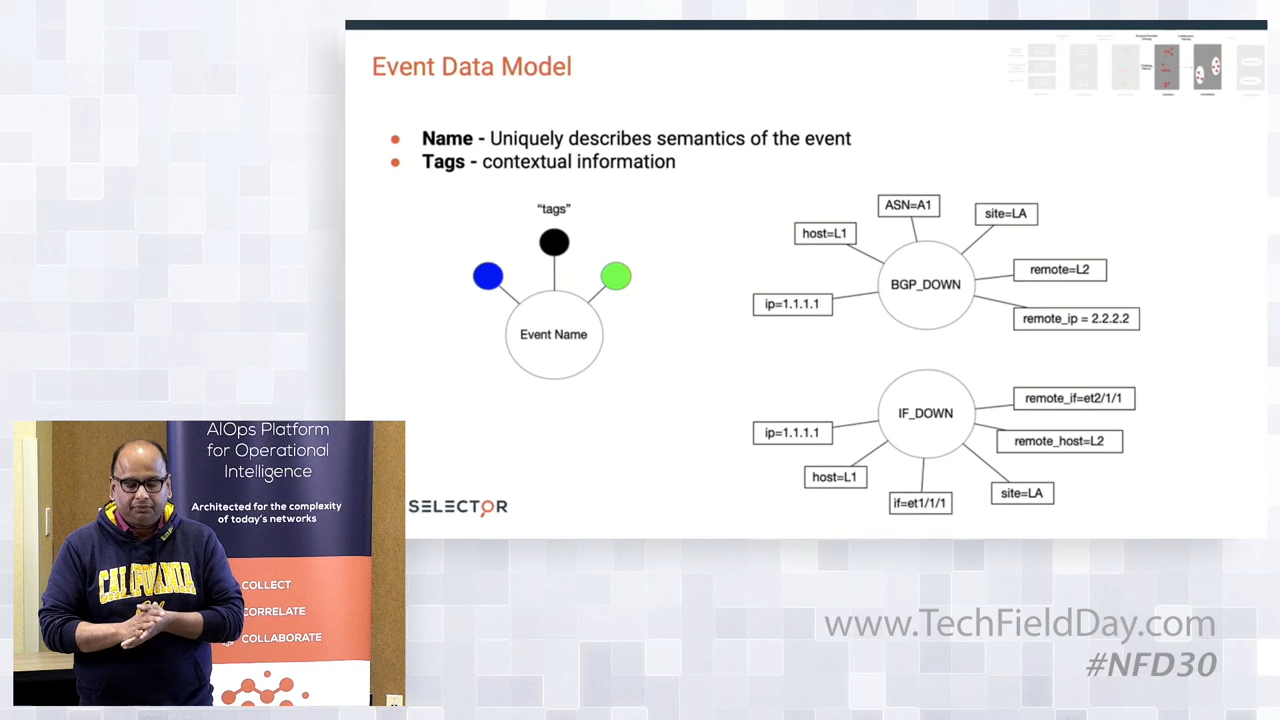 Event Data Model
● Name - Uniquely describes semantics of the event
● Tags - contextual information
“tags”
Event Name
ASN=A1
site=LA
host=L1
remote=L2
BGP_DOWN
ip=1.1.1.1
remote_ip = 2.2.2.2
remote_if=et2/1/1
IF_DOWN
ip=1.1.1.1
remote_host=L2
host=L1
site=LA
if=et1/1/1
SELECTOR
AIOps Platform
for Operational
Intelligence
Architected for the complexity
of today's networks
COLLECT
CORRELATE
COLLABORATE
CALIFORNIA
www.TechFieldDay.com
#NFD30